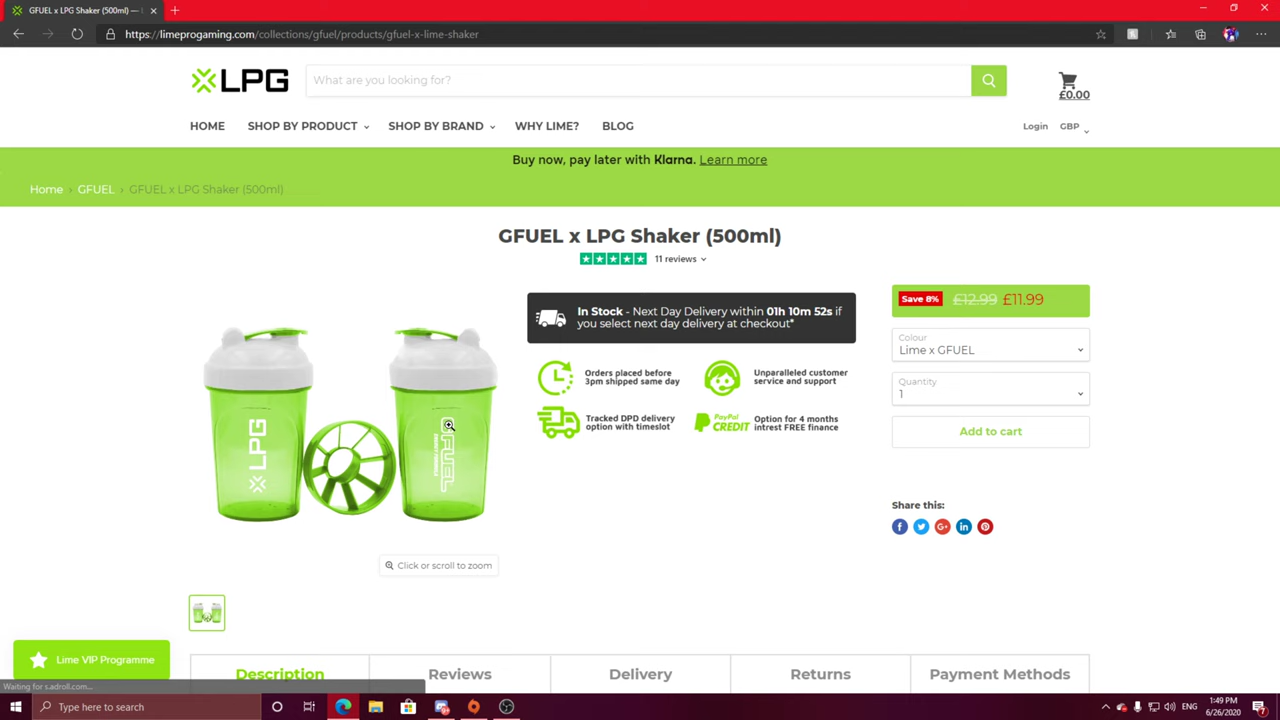 GFUEL x LPG Shaker (500ml) —
https://limeprogaming.com/collections/gfuel/products/gfuel-x-lime-shaker
LPG
What are you looking for?
£0.00
HOME
SHOP BY PRODUCT
SHOP BY BRAND
WHY LIME?
BLOG
Login
GBP
Buy now, pay later with Klarna. Learn more
Home › GFUEL › GFUEL x LPG Shaker (500ml)
GFUEL x LPG Shaker (500ml)
11 reviews
In Stock - Next Day Delivery within 01h 10m 52s if
you select next day delivery at checkout*
Orders placed before
3pm shipped same day
Unparalleled customer
service and support
Tracked DPD delivery
option with timeslot
PayPal
CREDIT
Option for 4 months
intrest FREE finance
Save 8% £12.99 £11.99
Colour
Lime x GFUEL
Quantity
1
Add to cart
Share this:
LPG
GFUEL
Click or scroll to zoom
Lime VIP Programme
Description
Reviews
Delivery
Returns
Payment Methods
Waiting for s.adroll.com...
Type here to search
ENG
1:49 PM
6/26/2020
7